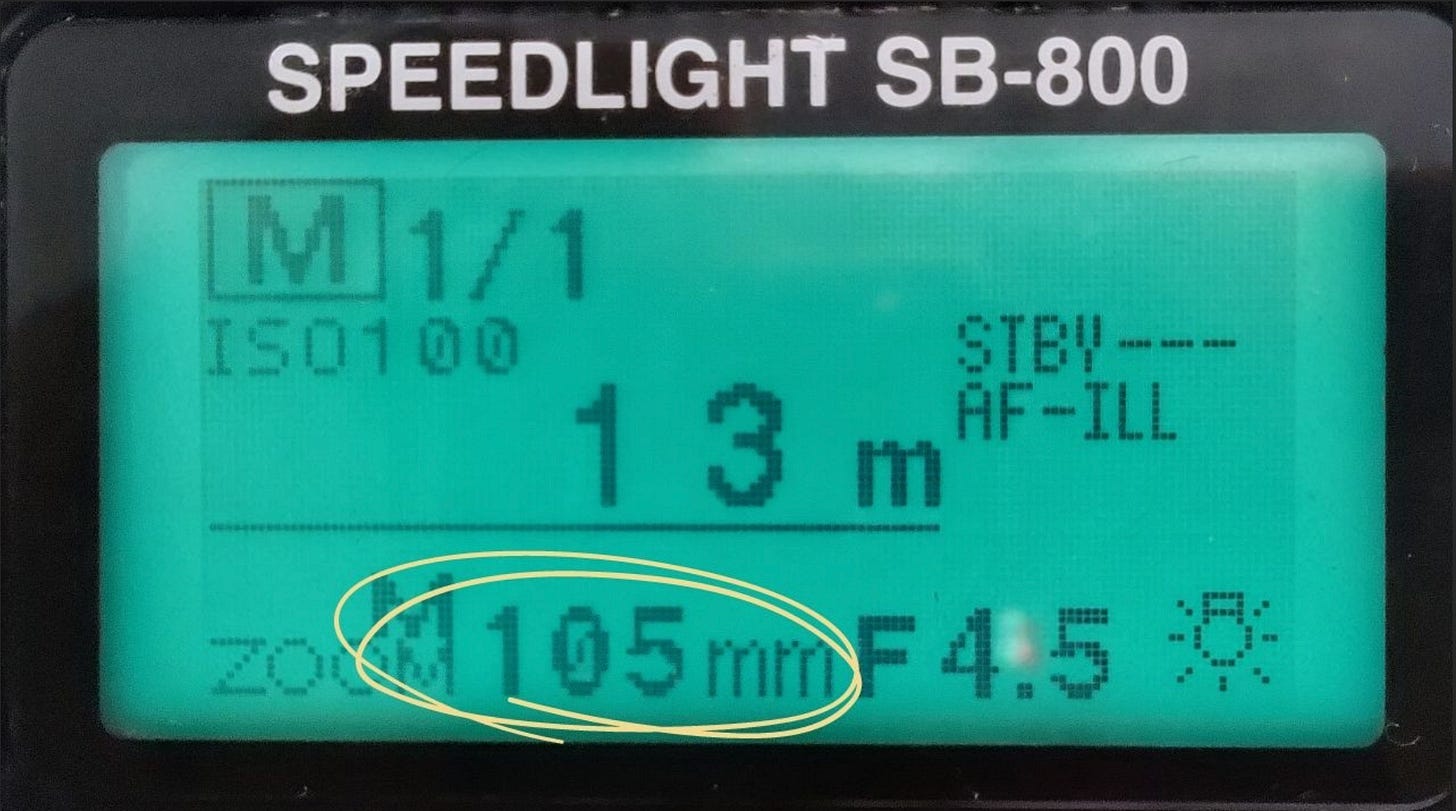 SPEEDLIGHT SB-800
M 1/1
ISO100
STBY---
13 m
AF-ILL
M
ZOOM 105mm F4.5